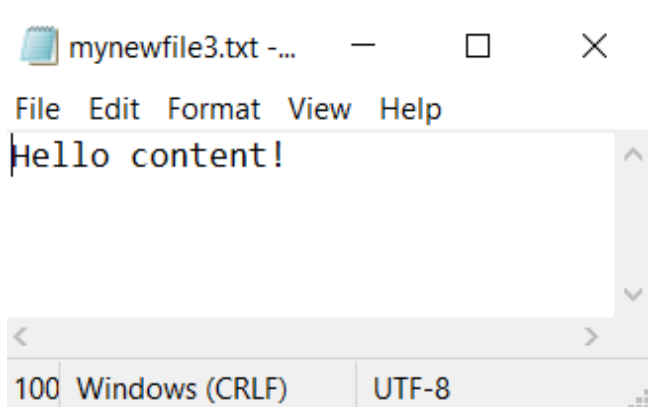 mynewfile3.txt -...
File Edit Format View Help
Hello content!
100 Windows (CRLF) UTF-8